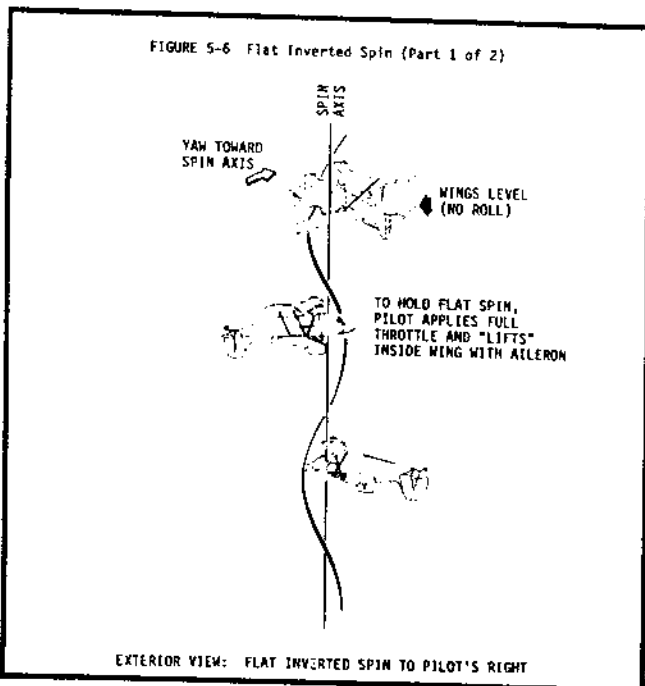 FIGURE 5-6 Flat Inverted Spin (Part 1 of 2)
SPIN
AXIS
YAW TOWARD
SPIN AXIS
WINGS LEVEL
(NO ROLL)
TO HOLD FLAT SPIN,
PILOT APPLIES FULL
THROTTLE AND "LIFTS"
INSIDE WING WITH AILERON
EXTERIOR VIEW: FLAT INVERTED SPIN TO PILOT'S RIGHT